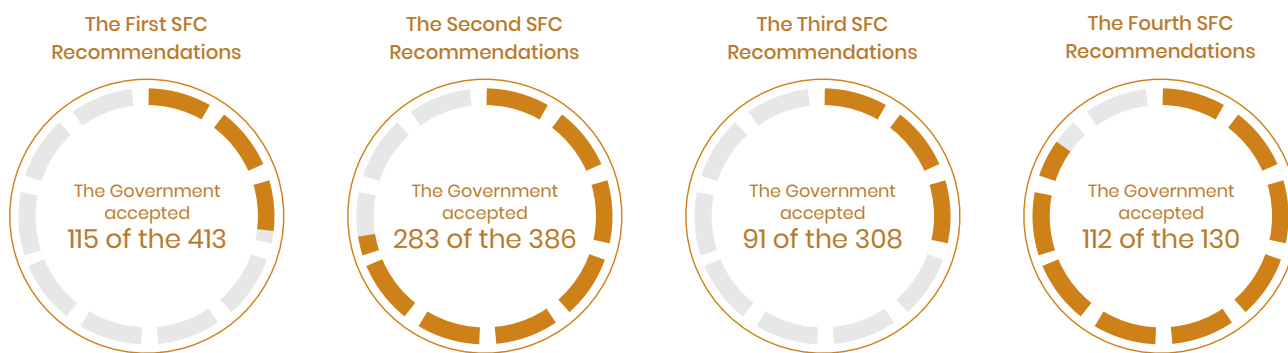 The First SFC
Recommendations
The Government
accepted
115 of the 413
The Second SFC
Recommendations
The Government
accepted
283 of the 386
The Third SFC
Recommendations
The Government
accepted
91 of the 308
The Fourth SFC
Recommendations
The Government
accepted
112 of the 130